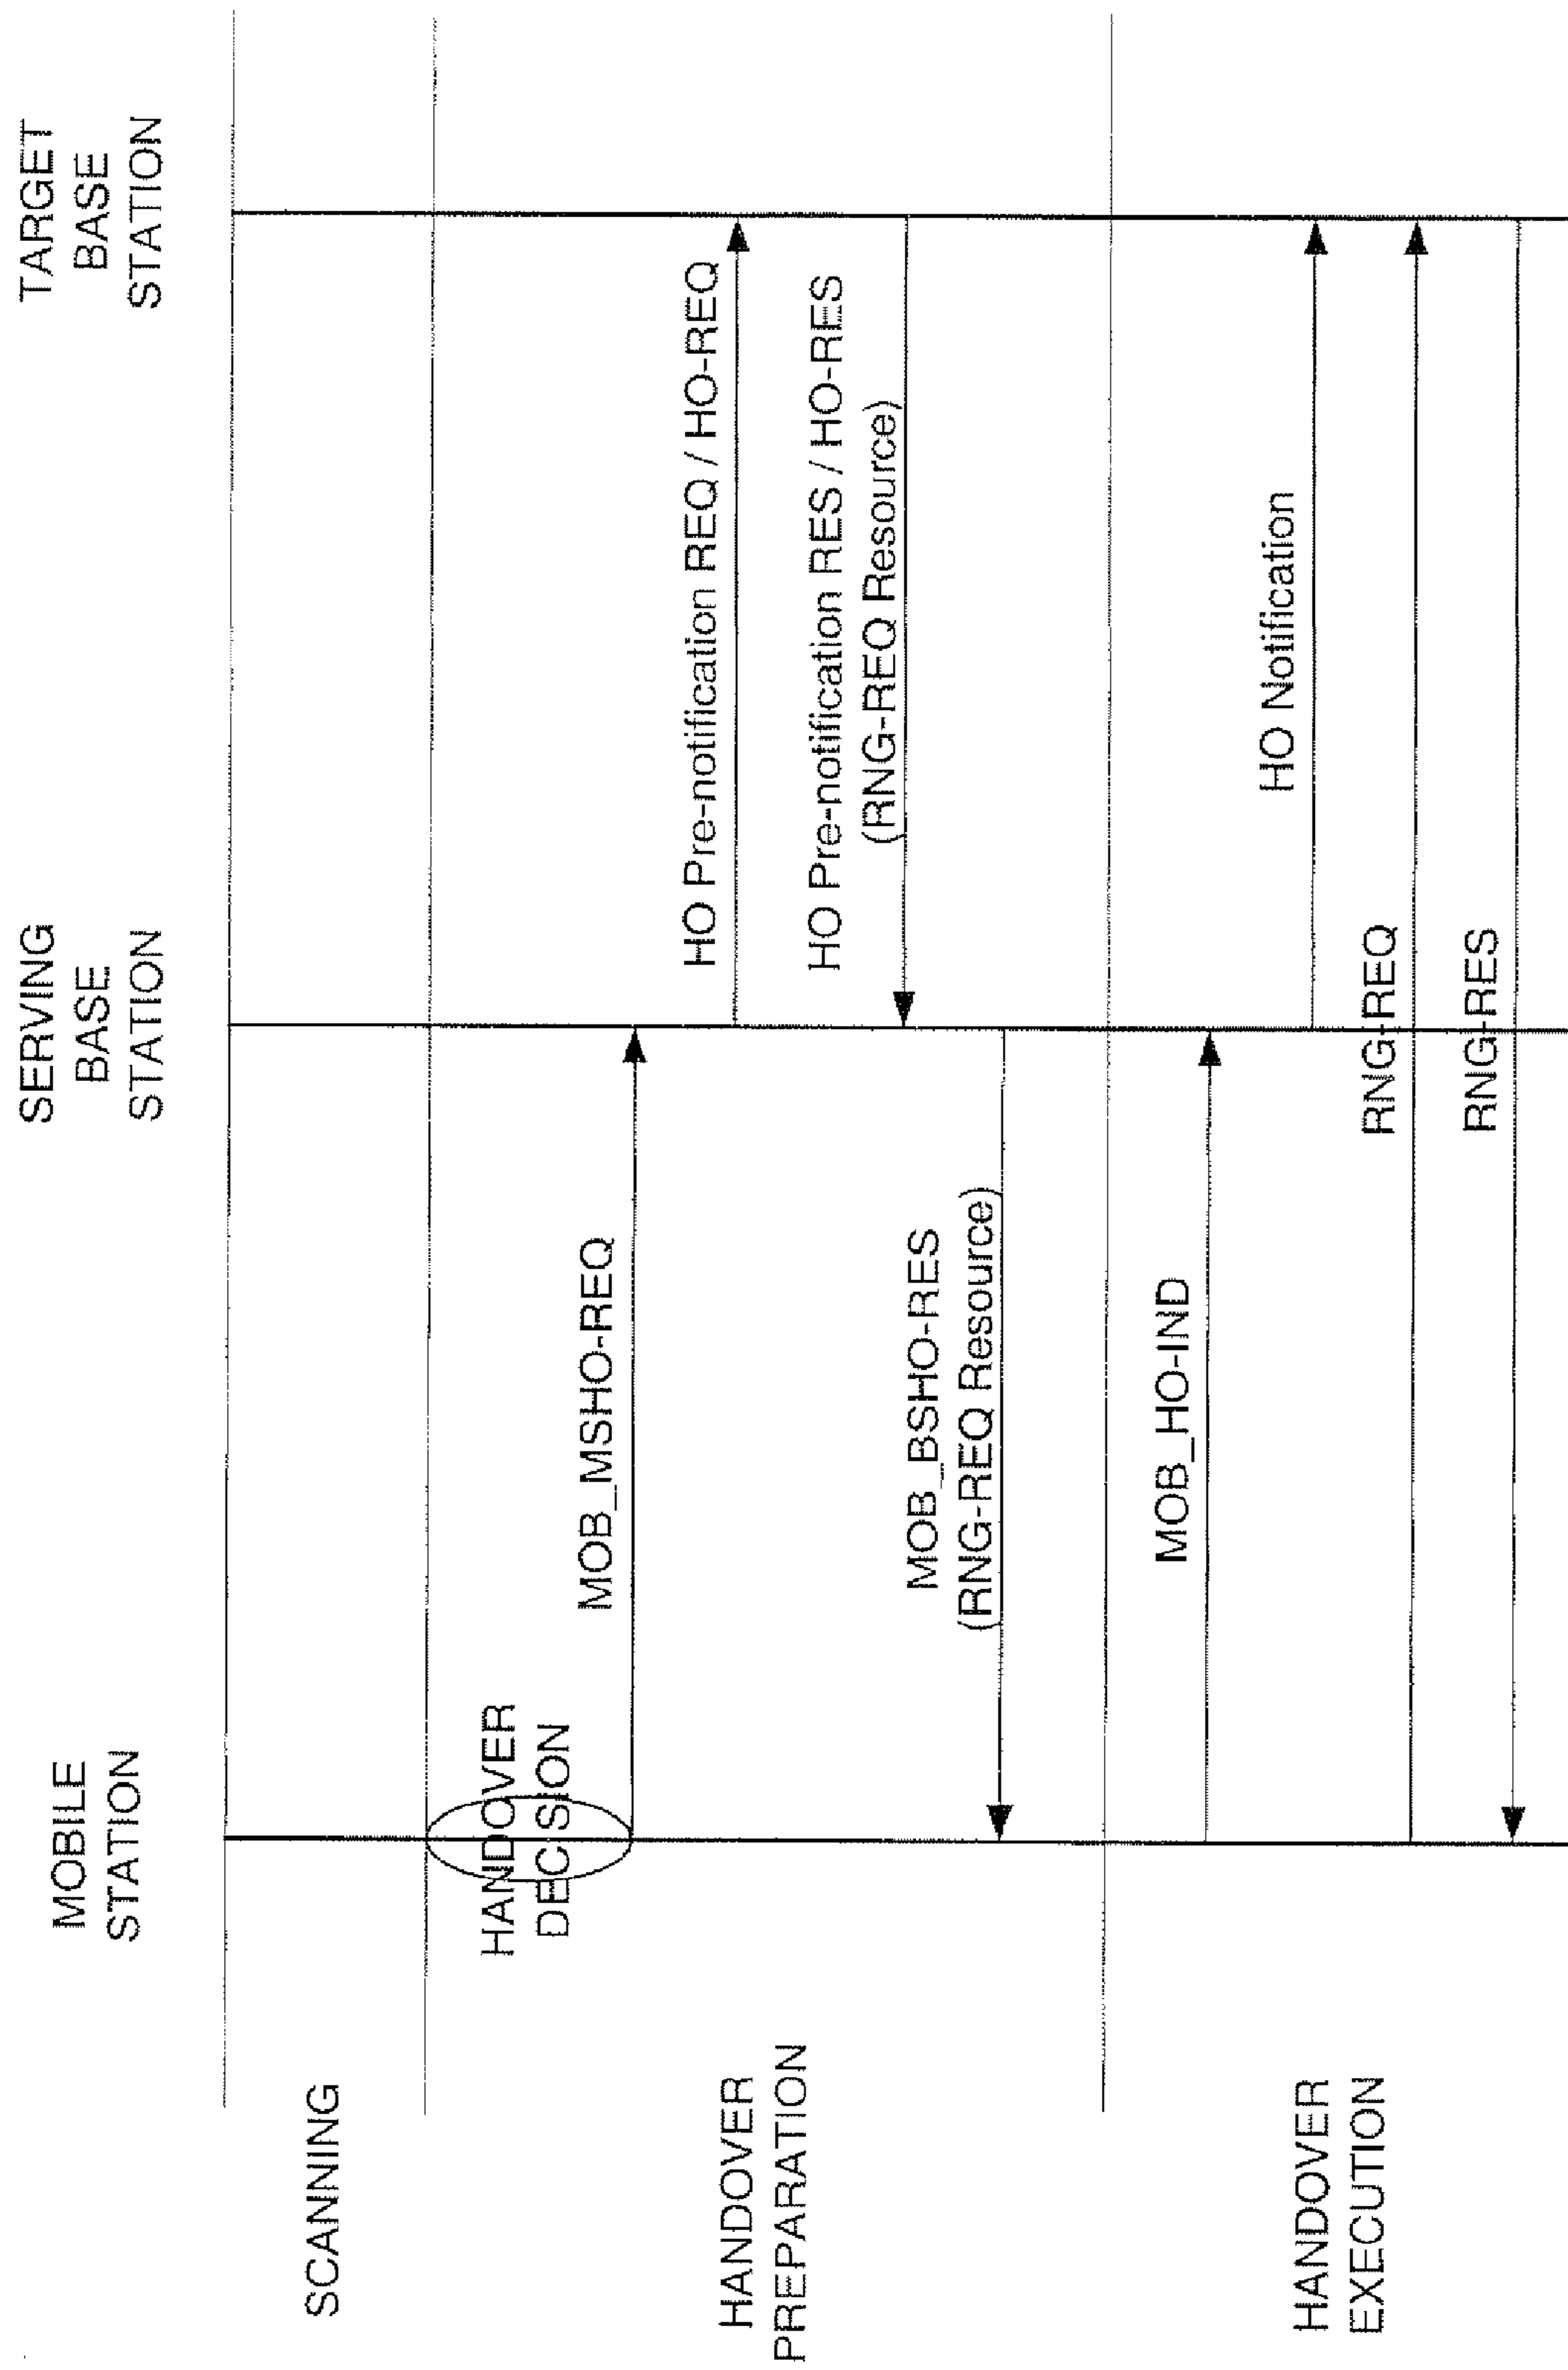 MOBILE
STATION
SERVING
BASE
STATION
TARGET
BASE
STATION
SCANNING
HANDOVER
DECISION
MOB_MSHO-REQ
HO Pre-notification REQ / HO-REQ
HANDOVER
PREPARATION
HO Pre-notification RES / HO-RES
(RNG-REQ Resource)
MOB_BSHO-RES
(RNG-REQ Resource)
MOB_HO-IND
HO Notification
HANDOVER
EXECUTION
RNG-REQ
RNG-RES